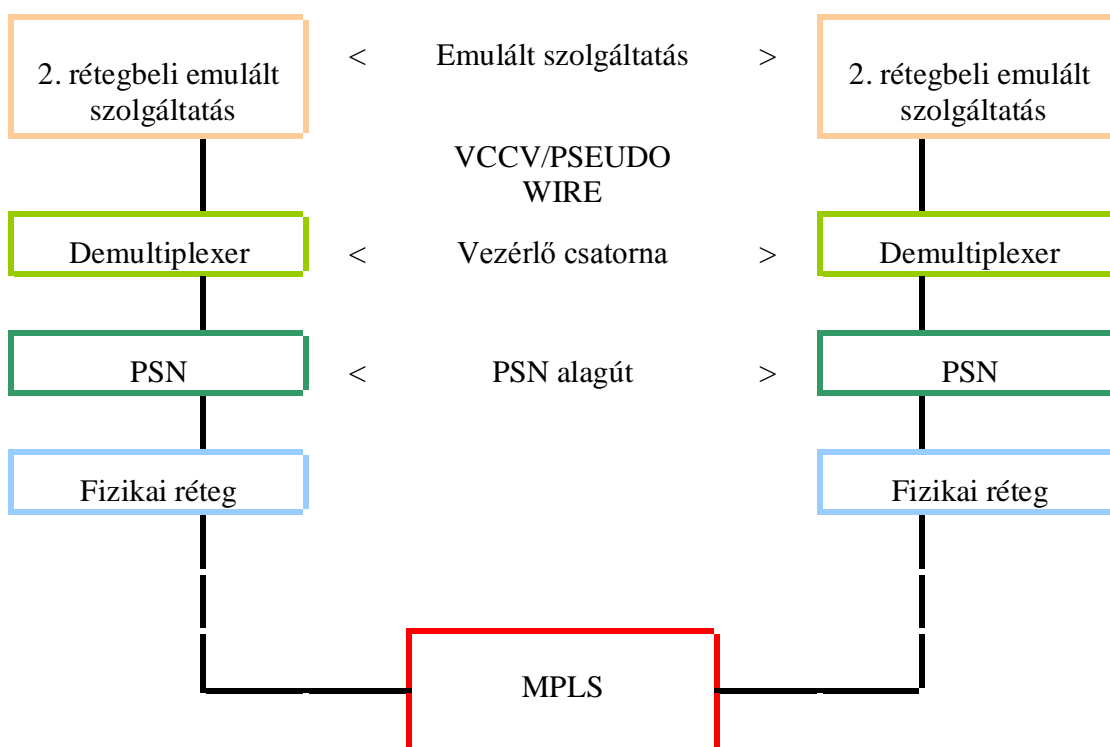 < Emulált szolgáltatás >
2. rétegbeli emulált
szolgáltatás
2. rétegbeli emulált
szolgáltatás
VCCV/PSEUDO
WIRE
Demultiplexer < Vezérlő csatorna > Demultiplexer
PSN < PSN alagút > PSN
Fizikai réteg
Fizikai réteg
MPLS